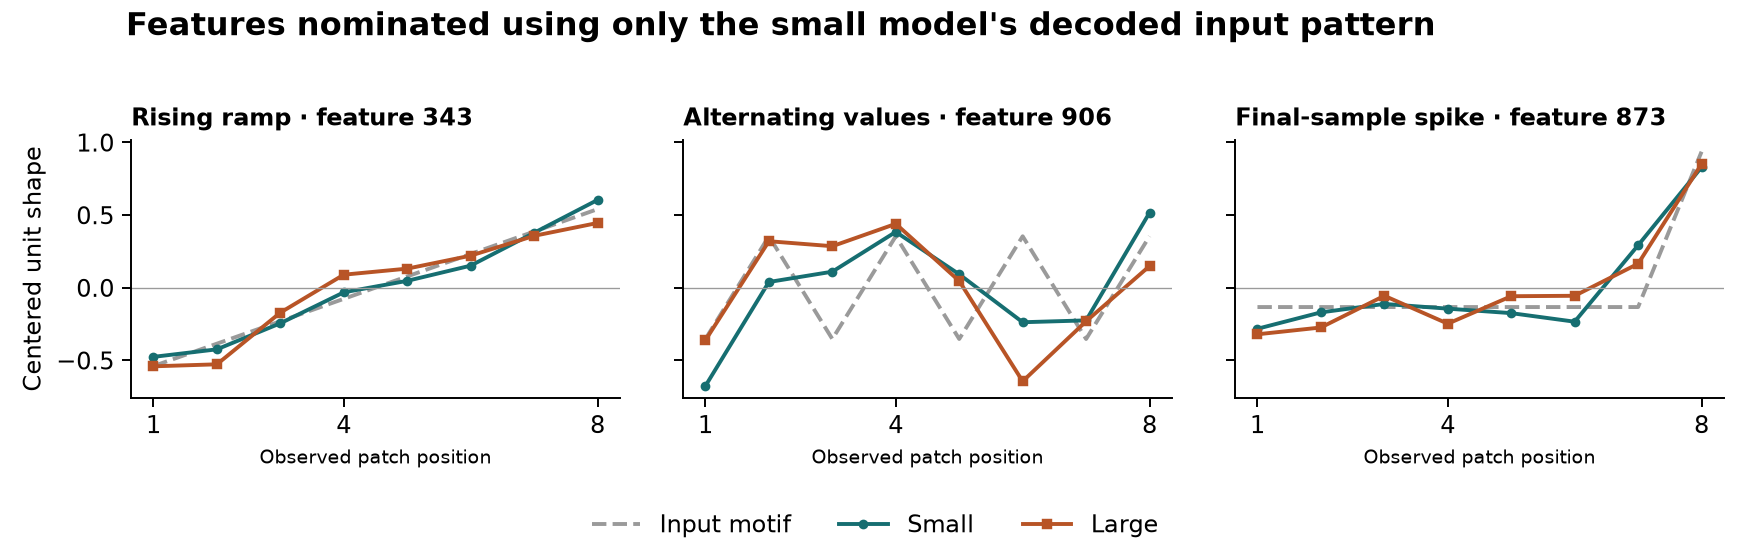 Features nominated using only the small model's decoded input pattern
Rising ramp · feature 343
Alternating values · feature 906
Final-sample spike · feature 873
Centered unit shape
1.0
0.5
0.0
−0.5
1 4 8
1 4 8
1 4 8
Observed patch position
Observed patch position
Observed patch position
Input motif
Small
Large